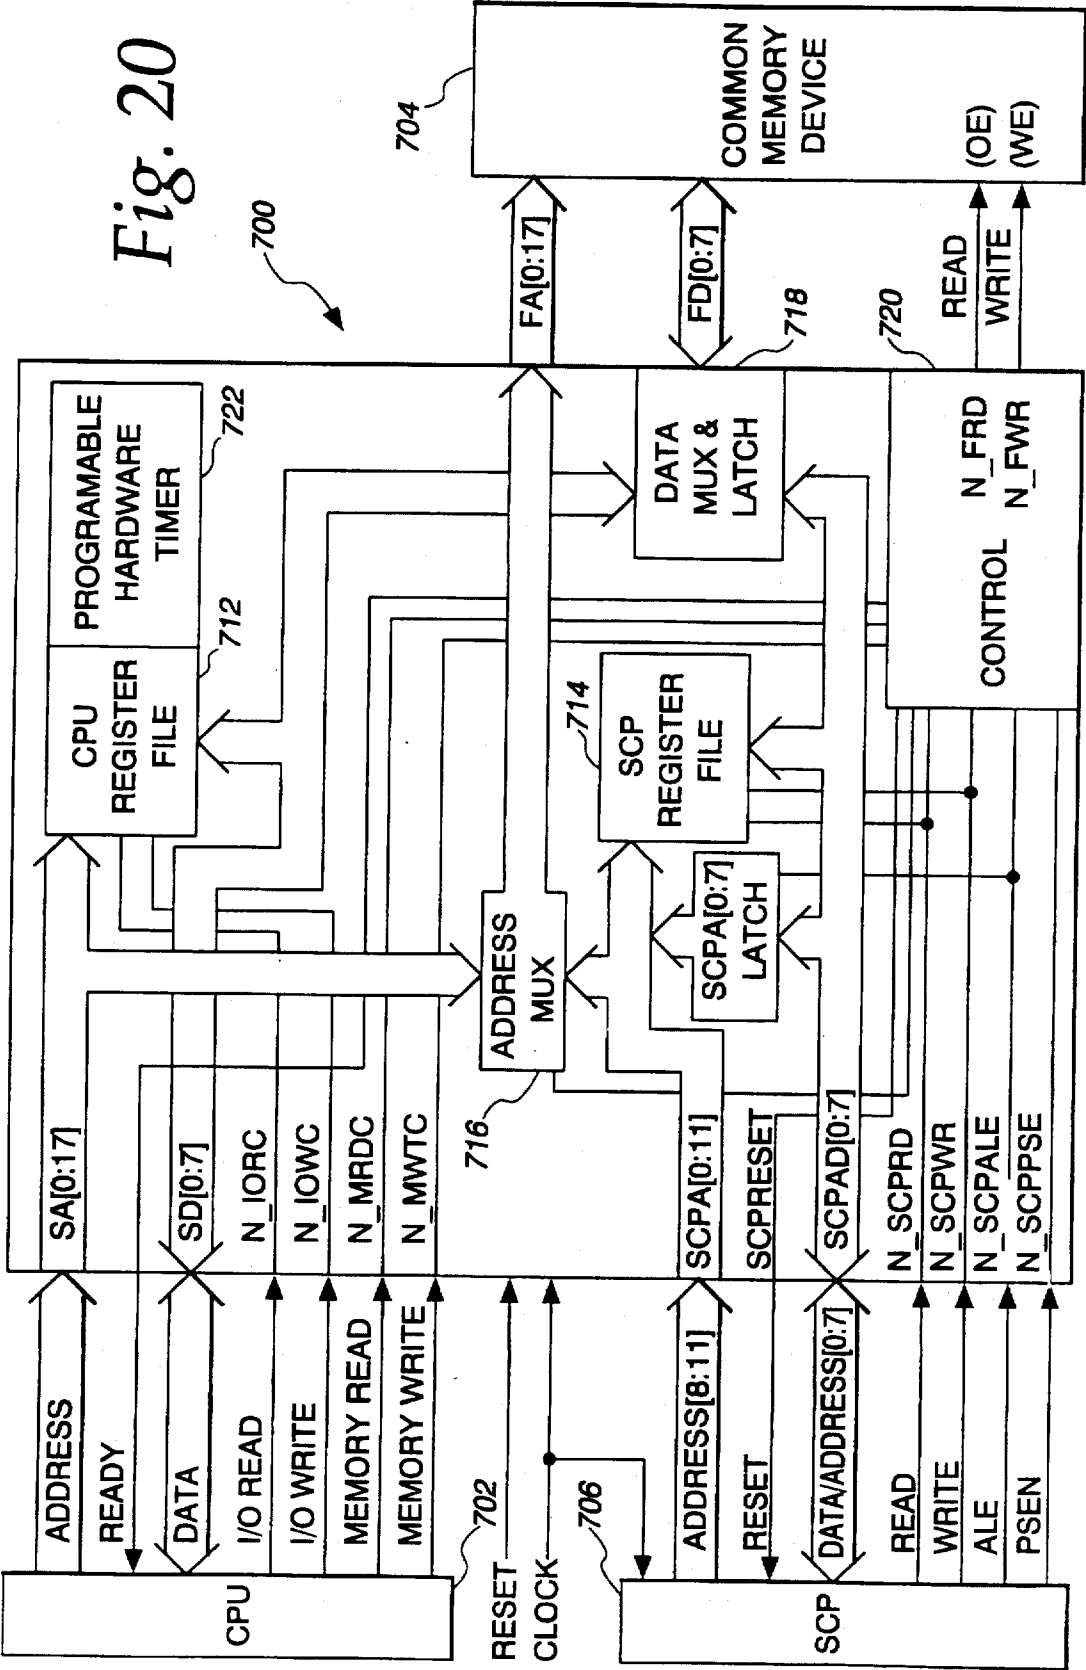 Fig. 20
700
CPU
702
ADDRESS
READY
DATA
I/O READ
I/O WRITE
MEMORY READ
MEMORY WRITE
RESET
CLOCK
SCP
706
ADDRESS[8:11]
RESET
DATA/ADDRESS[0:7]
READ
WRITE
ALE
PSEN
SA[0:17]
SD[0:7]
N_IORC
N_IOWC
N_MRDC
N_MWTC
SCPA[0:11]
SCPRESET
SCPAD[0:7]
N_SCPRD
N_SCPWR
N_SCPALE
N_SCPPSE
CPU
REGISTER
FILE
712
PROGRAMABLE
HARDWARE
TIMER
722
ADDRESS
MUX
716
SCPA[0:7]
LATCH
SCP
REGISTER
FILE
714
DATA
MUX &
LATCH
718
CONTROL
N_FRD
N_FWR
720
FA[0:17]
FD[0:7]
READ
WRITE
COMMON
MEMORY
DEVICE
(OE)
(WE)
704